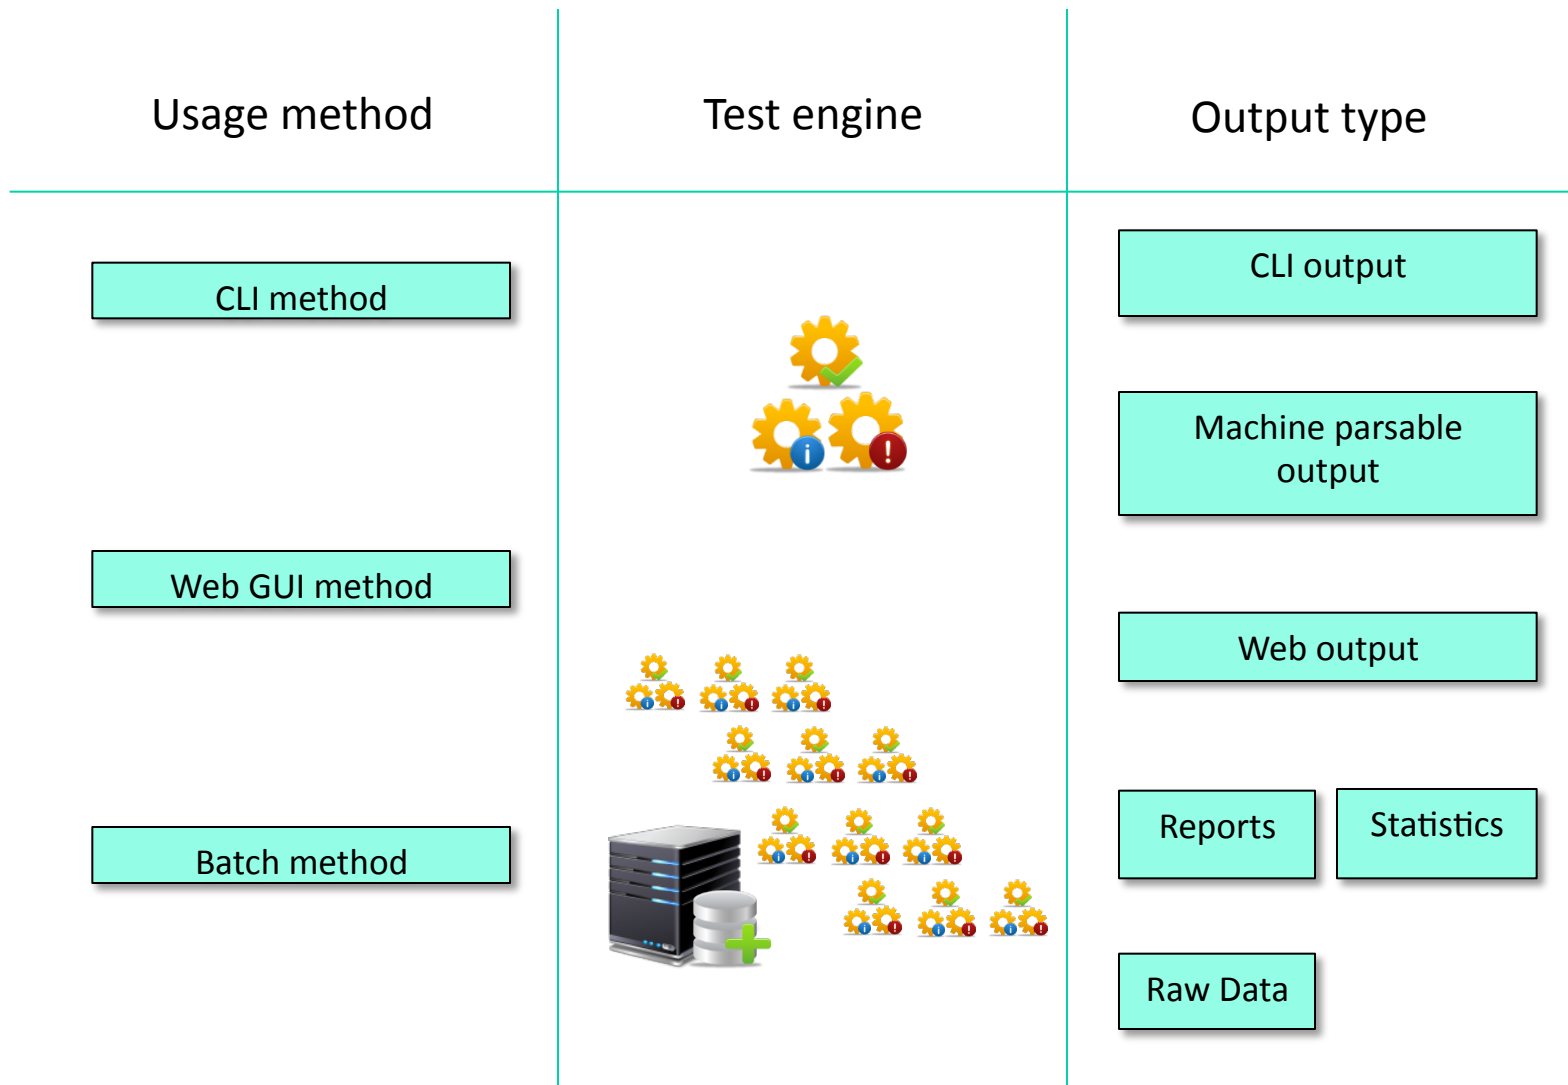 Usage method
Test engine
Output type
CLI method
CLI output
Machine parsable
output
Web GUI method
Web output
Batch method
Reports
Statistics
Raw Data